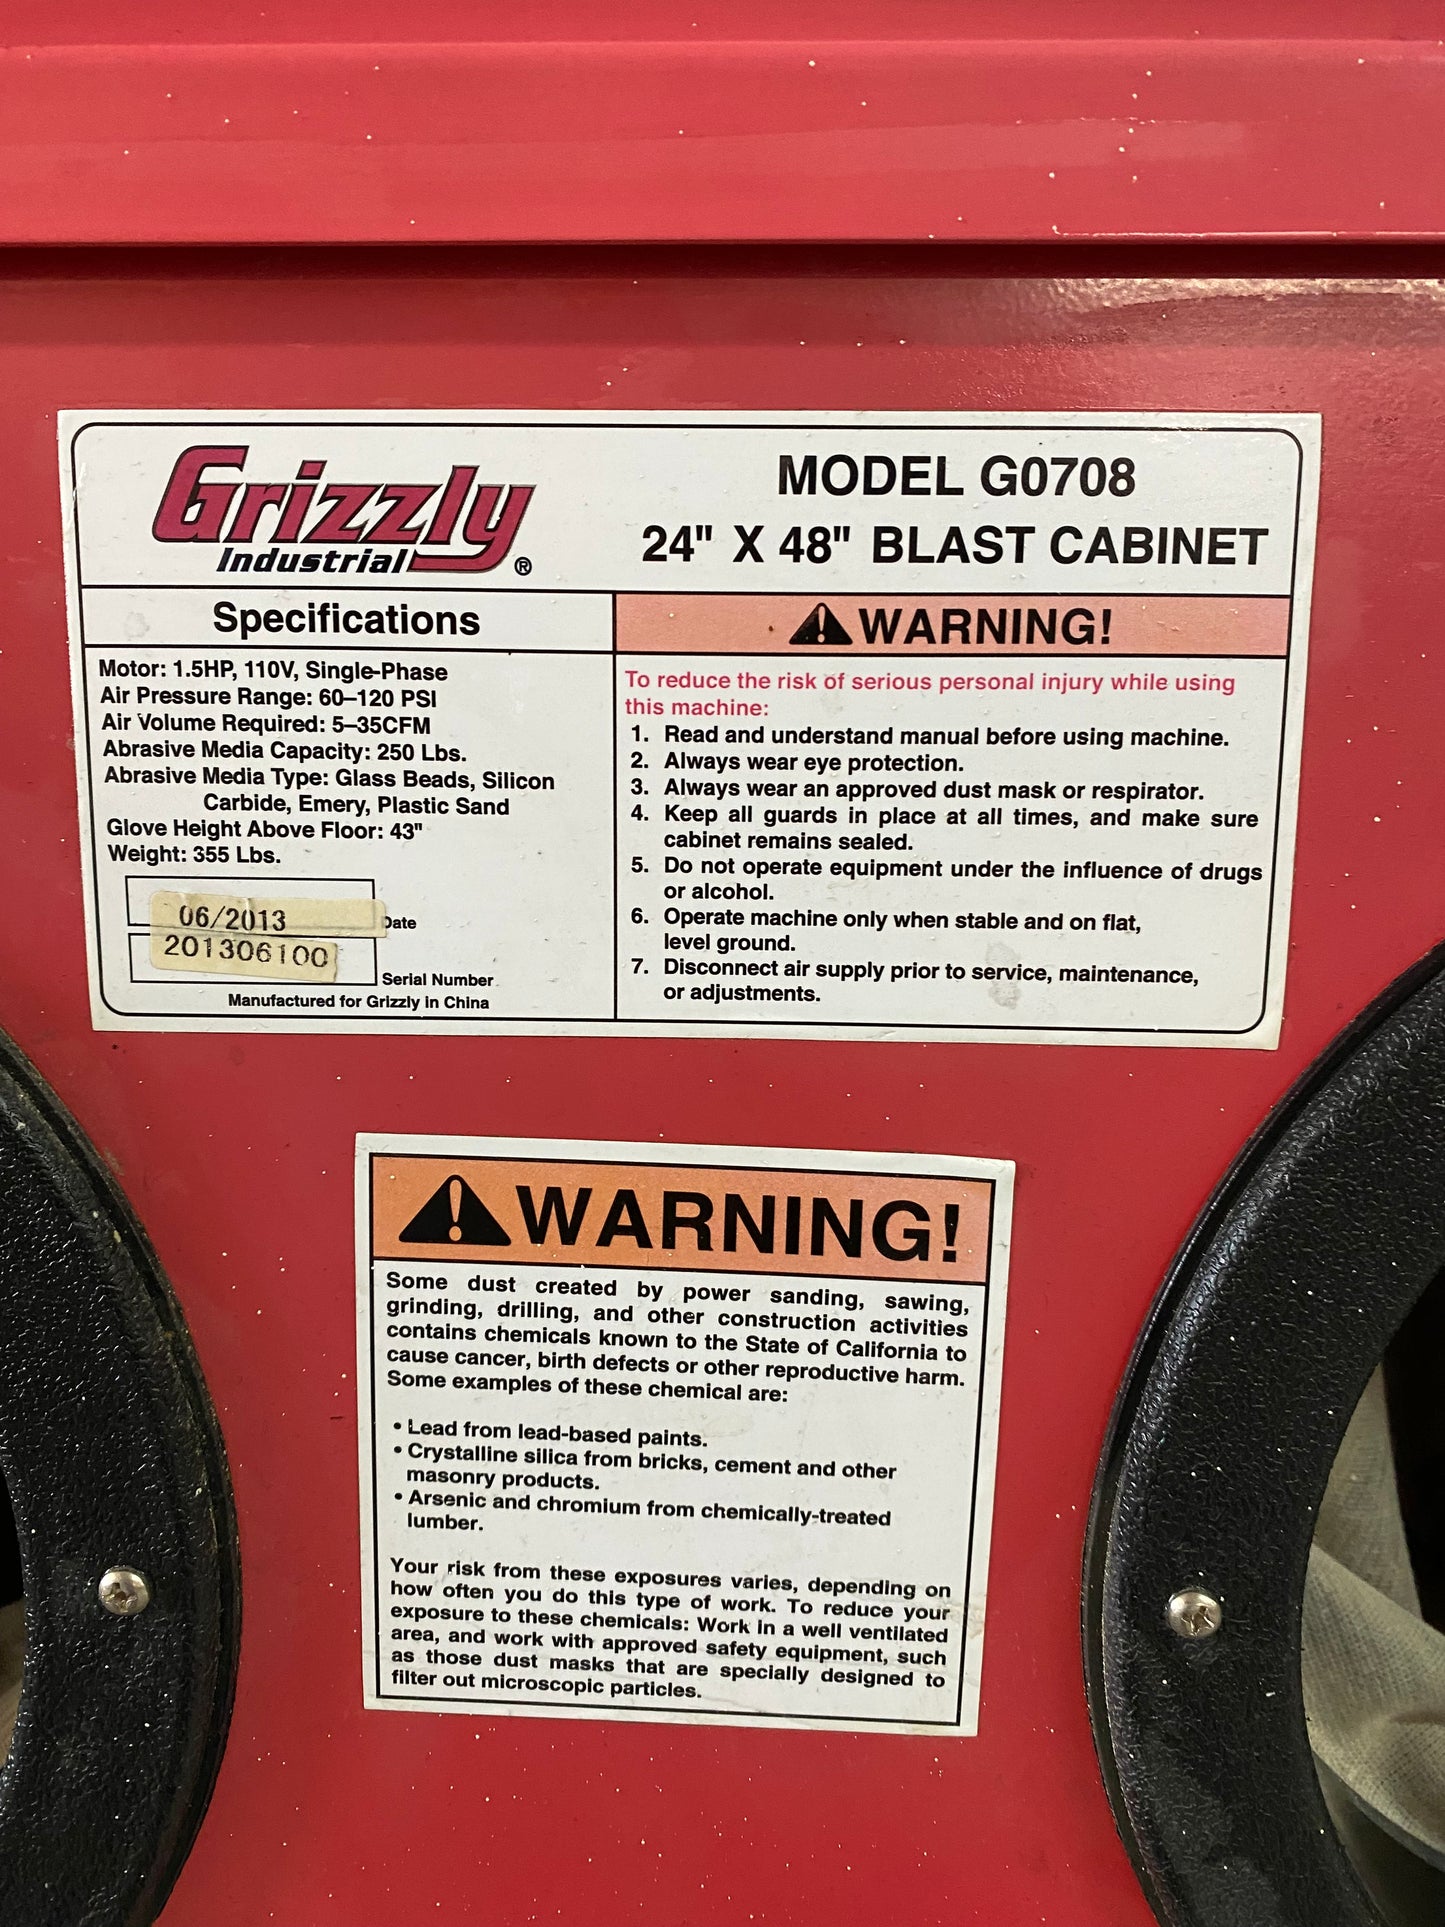 Grizzly
Industrial ®
MODEL G0708
24" X 48" BLAST CABINET
Specifications
Motor: 1.5HP, 110V, Single-Phase
Air Pressure Range: 60–120 PSI
Air Volume Required: 5–35CFM
Abrasive Media Capacity: 250 Lbs.
Abrasive Media Type: Glass Beads, Silicon
Carbide, Emery, Plastic Sand
Glove Height Above Floor: 43"
Weight: 355 Lbs.
06/2013 Date
201306100 Serial Number
Manufactured for Grizzly in China
WARNING!
To reduce the risk of serious personal injury while using
this machine:
1. Read and understand manual before using machine.
2. Always wear eye protection.
3. Always wear an approved dust mask or respirator.
4. Keep all guards in place at all times, and make sure
cabinet remains sealed.
5. Do not operate equipment under the influence of drugs
or alcohol.
6. Operate machine only when stable and on flat,
level ground.
7. Disconnect air supply prior to service, maintenance,
or adjustments.
WARNING!
Some dust created by power sanding, sawing,
grinding, drilling, and other construction activities
contains chemicals known to the State of California to
cause cancer, birth defects or other reproductive harm.
Some examples of these chemical are:
• Lead from lead-based paints.
• Crystalline silica from bricks, cement and other
masonry products.
• Arsenic and chromium from chemically-treated
lumber.
Your risk from these exposures varies, depending on
how often you do this type of work. To reduce your
exposure to these chemicals: Work In a well ventilated
area, and work with approved safety equipment, such
as those dust masks that are specially designed to
filter out microscopic particles.